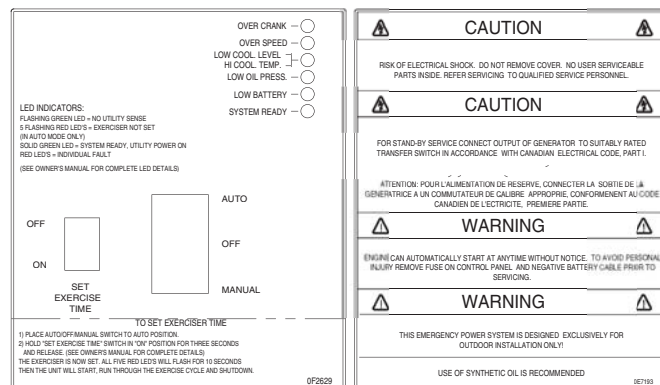 OVER CRANK
OVER SPEED
LOW COOL. LEVEL
HI COOL. TEMP.
LOW OIL PRESS.
LOW BATTERY
SYSTEM READY
LED INDICATORS:
FLASHING GREEN LED = NO UTILITY SENSE
5 FLASHING RED LED'S = EXERCISER NOT SET
(IN AUTO MODE ONLY)
SOLID GREEN LED = SYSTEM READY, UTILITY POWER ON
RED LED'S = INDIVIDUAL FAULT
(SEE OWNER'S MANUAL FOR COMPLETE LED DETAILS)
OFF
ON
SET
EXERCISE
TIME
AUTO
OFF
MANUAL
TO SET EXERCISER TIME
1) PLACE AUTO/OFF/MANUAL SWITCH TO AUTO POSITION.
2) HOLD "SET EXERCISE TIME" SWITCH IN "ON" POSITION FOR THREE SECONDS
AND RELEASE. (SEE OWNER'S MANUAL FOR COMPLETE DETAILS)
THE EXERCISER IS NOW SET. ALL FIVE RED LED'S WILL FLASH FOR 10 SECONDS
THEN THE UNIT WILL START, RUN THROUGH THE EXERCISE CYCLE AND SHUTDOWN.
0F2629
CAUTION
RISK OF ELECTRICAL SHOCK. DO NOT REMOVE COVER. NO USER SERVICEABLE
PARTS INSIDE. REFER SERVICING TO QUALIFIED SERVICE PERSONNEL.
CAUTION
FOR STAND-BY SERVICE CONNECT OUTPUT OF GENERATOR TO SUITABLY RATED
TRANSFER SWITCH IN ACCORDANCE WITH CANADIAN ELECTRICAL CODE, PART I.
ATTENTION: POUR L'ALIMENTATION DE RESERVE, CONNECTER LA SORTIE DE LA
GENERATRICE A UN COMMUTATEUR DE CALIBRE APPROPRIE, CONFORMENENT AU CODE
CANADIEN DE L'ECTRICITE, PREMIERE PARTIE.
WARNING
ENGINE CAN AUTOMATICALLY START AT ANYTIME WITHOUT NOTICE. TO AVOID PERSONAL
INJURY REMOVE FUSE ON CONTROL PANEL AND NEGATIVE BATTERY CABLE PRIOR TO
SERVICING.
WARNING
THIS EMERGENCY POWER SYSTEM IS DESIGNED EXCLUSIVELY FOR
OUTDOOR INSTALLATION ONLY!
USE OF SYNTHETIC OIL IS RECOMMENDED
0E7193